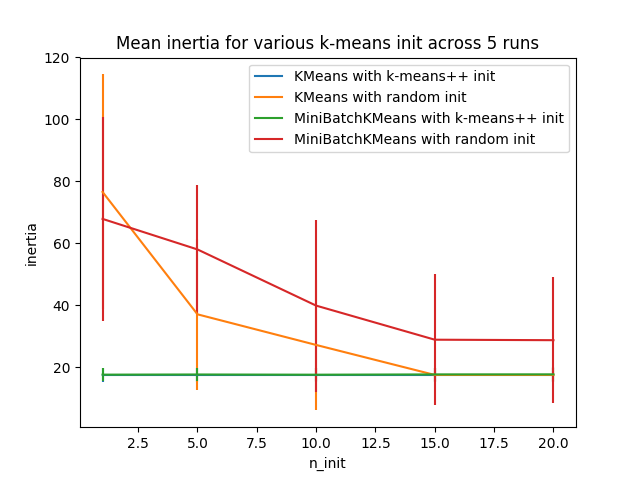 Mean inertia for various k-means init across 5 runs
120
100
80
60
40
20
inertia
KMeans with k-means++ init
KMeans with random init
MiniBatchKMeans with k-means++ init
MiniBatchKMeans with random init
2.5 5.0 7.5 10.0 12.5 15.0 17.5 20.0
n_init